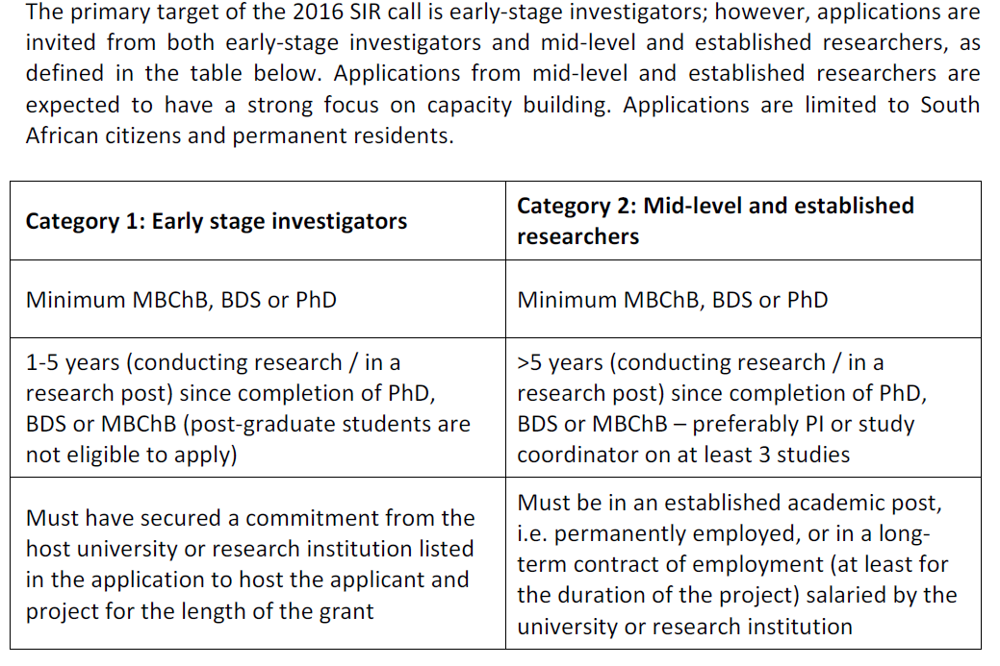 The primary target of the 2016 SIR call is early-stage investigators; however, applications are
invited from both early-stage investigators and mid-level and established researchers, as
defined in the table below. Applications from mid-level and established researchers are
expected to have a strong focus on capacity building. Applications are limited to South
African citizens and permanent residents.
Category 1: Early stage investigators
Category 2: Mid-level and established
researchers
Minimum MBChB, BDS or PhD
Minimum MBChB, BDS or PhD
1-5 years (conducting research / in a
research post) since completion of PhD,
BDS or MBChB (post-graduate students are
not eligible to apply)
>5 years (conducting research / in a
research post) since completion of PhD,
BDS or MBChB – preferably PI or study
coordinator on at least 3 studies
Must have secured a commitment from the
host university or research institution listed
in the application to host the applicant and
project for the length of the grant
Must be in an established academic post,
i.e. permanently employed, or in a long-
term contract of employment (at least for
the duration of the project) salaried by the
university or research institution